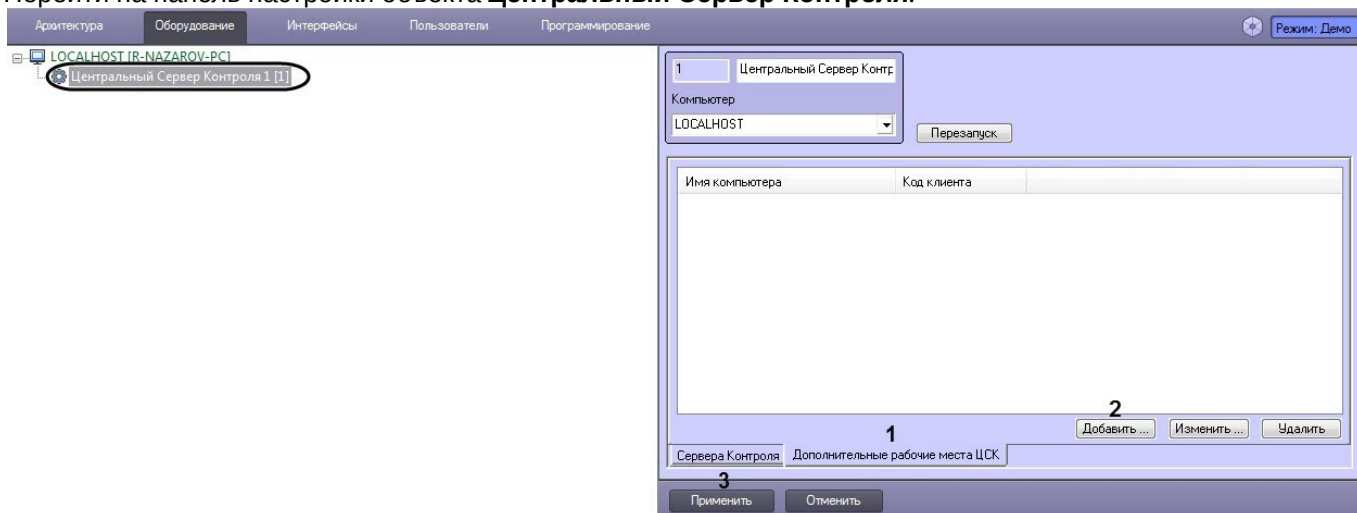 Перейти на панель настройки объекта Центральный Сервер Контроля.
Архитектура Оборудование Интерфейсы Пользователи Программирование Режим: Демо
LOCALHOST [R-NAZAROV-PC]
Центральный Сервер Контроля 1 [1]
1 Центральный Сервер Контр
Компьютер
LOCALHOST
Перезапуск
Имя компьютера Код клиента
2
Добавить ... Изменить ... Удалить
1
Сервера Контроля Дополнительные рабочие места ЦСК
3
Применить Отменить